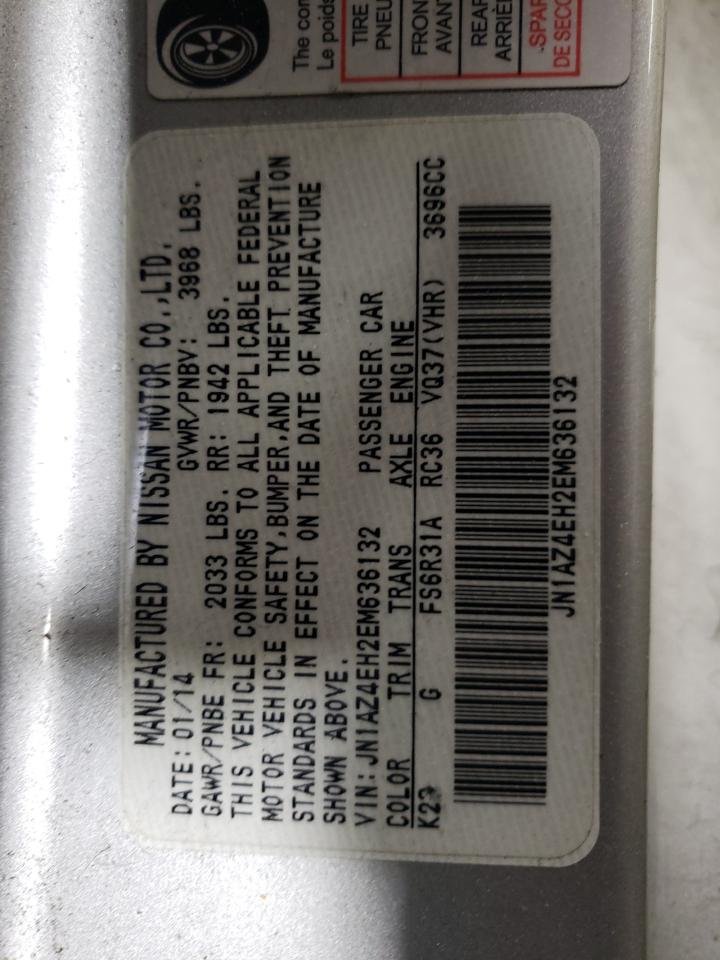 MANUFACTURED BY NISSAN MOTOR CO.,LTD.
DATE:01/14 GVWR/PNBV: 3968 LBS.
GAWR/PNBE FR: 2033 LBS. RR: 1942 LBS.
THIS VEHICLE CONFORMS TO ALL APPLICABLE FEDERAL
MOTOR VEHICLE SAFETY,BUMPER,AND THEFT PREVENTION
STANDARDS IN EFFECT ON THE DATE OF MANUFACTURE
SHOWN ABOVE.
VIN:JN1AZ4EH2EM636132 PASSENGER CAR
COLOR TRIM TRANS AXLE ENGINE
G FS6R31A RC36 VQ37(VHR) 3696CC
JN1AZ4EH2EM636132
The con
Le poids
TIRE
PNEU
FRON
AVAN
REAR
ARRIÈ
SPAR
DE SECO